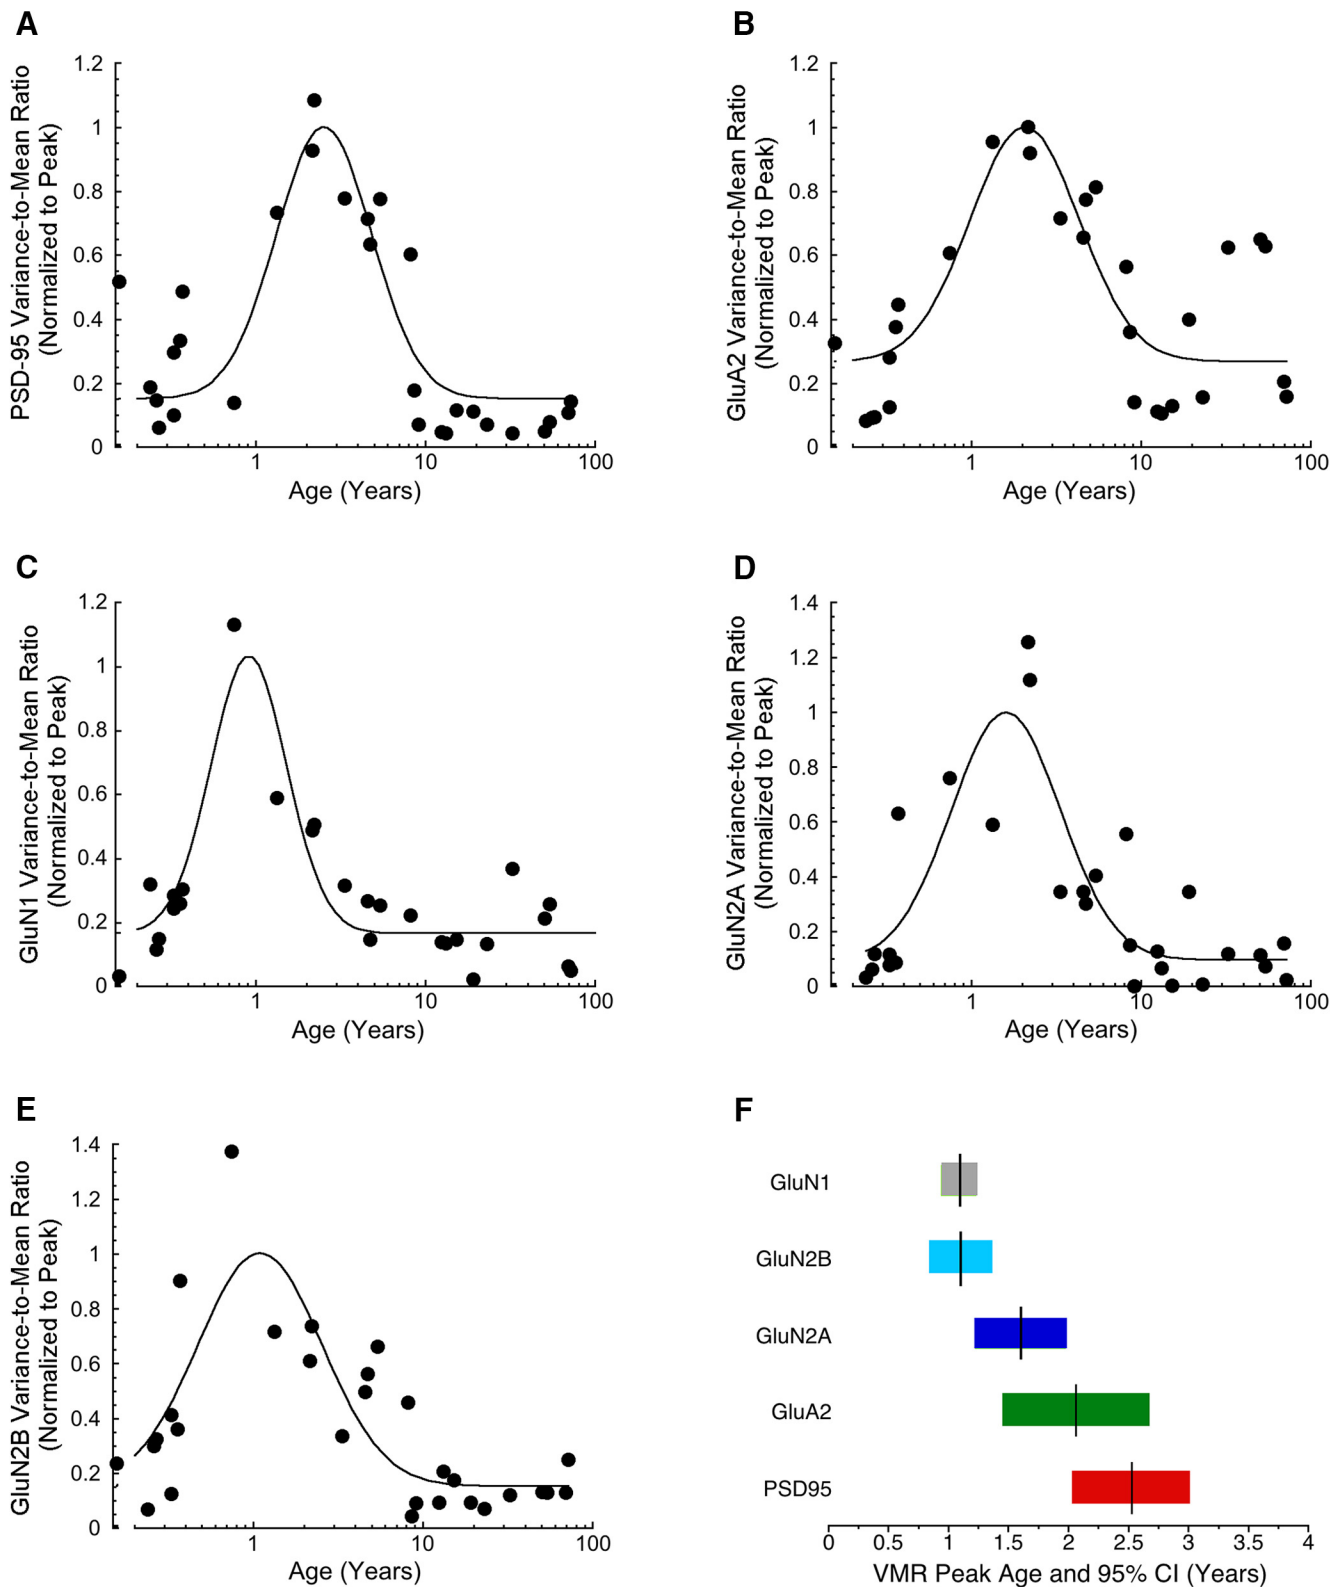 A
PSD-95 Variance-to-Mean Ratio
(Normalized to Peak)
1.2
1
0.8
0.6
0.4
0.2
0
1
10
100
Age (Years)
B
GluA2 Variance-to-Mean Ratio
(Normalized to Peak)
1.2
1
0.8
0.6
0.4
0.2
0
1
10
100
Age (Years)
C
GluN1 Variance-to-Mean Ratio
(Normalized to Peak)
1.2
1
0.8
0.6
0.4
0.2
0
1
10
100
Age (Years)
D
GluN2A Variance-to-Mean Ratio
(Normalized to Peak)
1.4
1.2
1
0.8
0.6
0.4
0.2
0
1
10
100
Age (Years)
E
GluN2B Variance-to-Mean Ratio
(Normalized to Peak)
1.4
1.2
1
0.8
0.6
0.4
0.2
0
1
10
100
Age (Years)
F
GluN1
GluN2B
GluN2A
GluA2
PSD95
0 0.5 1 1.5 2 2.5 3 3.5 4
VMR Peak Age and 95% CI (Years)